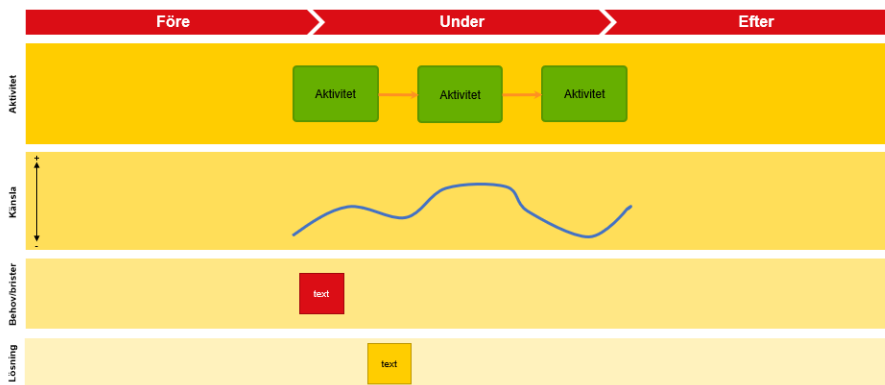 Före
Under
Efter
Aktivitet
Aktivitet
Aktivitet
Aktivitet
Känsla
+
-
Behov/brister
text
Lösning
text